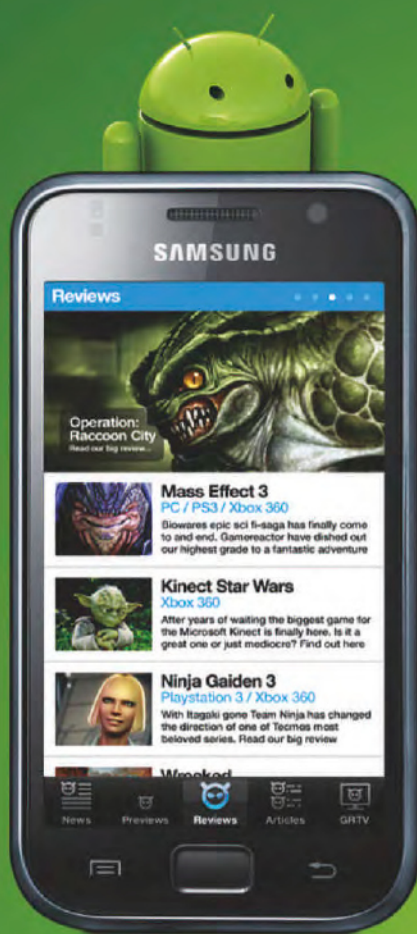 SAMSUNG
Reviews
Operation:
Raccoon City
Read our big review...
Mass Effect 3
PC / PS3 / Xbox 360
Biowares epic sci fi-saga has finally come
to and end. Gamereactor have dished out
our highest grade to a fantastic adventure
Kinect Star Wars
Xbox 360
After years of waiting the biggest game for
the Microsoft Kinect is finally here. Is it a
great one or just mediocre? Find out here
Ninja Gaiden 3
Playstation 3 / Xbox 360
With Itagaki gone Team Ninja has changed
the direction of one of Tecmos most
beloved series. Read our big review
Wrecked
News
Previews
Reviews
Articles
GRTV